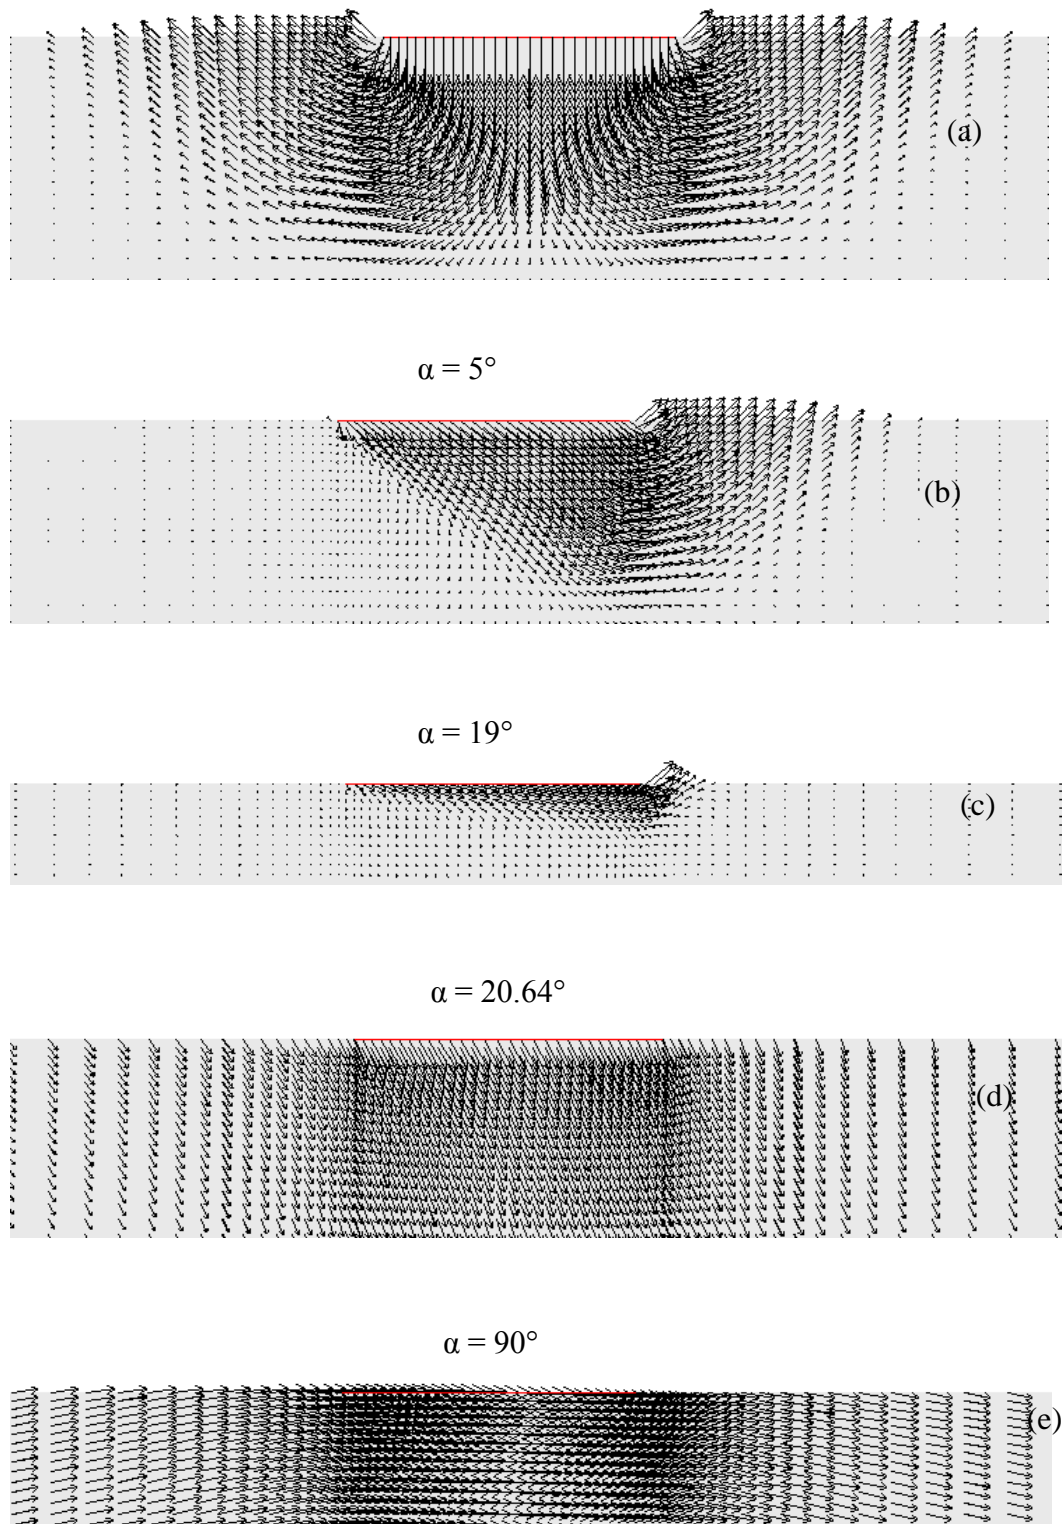 (a)
α = 5°
(b)
α = 19°
(c)
α = 20.64°
(d)
α = 90°
(e)